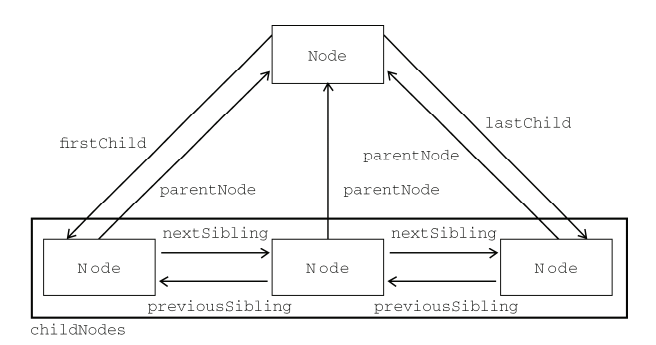 Node
lastChild
firstChild
parentNode
parentNode
parentNode
nextSibling
nextSibling
Node
Node
Node
previousSibling
previousSibling
childNodes